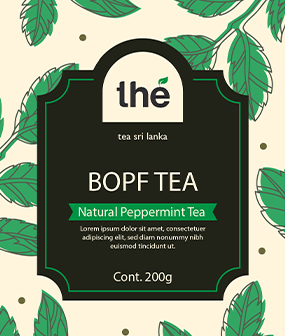 thé
tea sri lanka
BOPF TEA
Natural Peppermint Tea
Lorem ipsum dolor sit amet, consectetuer
adipiscing elit, sed diam nonummy nibh
euismod tincidunt ut.
Cont. 200g